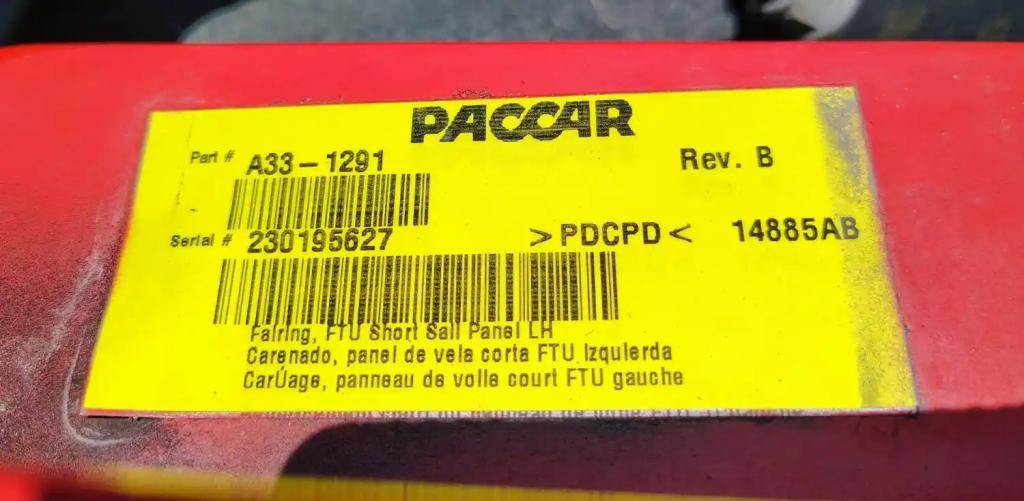 PACCAR
Part # A33-1291 Rev. B
Serial # 230195627 >PDCPD< 14885AB
Fairing, FTU Short Sail Panel LH
Carenado, panel de vela corta FTU Izquierda
CarÚage, panneau de voile court FTU gauche